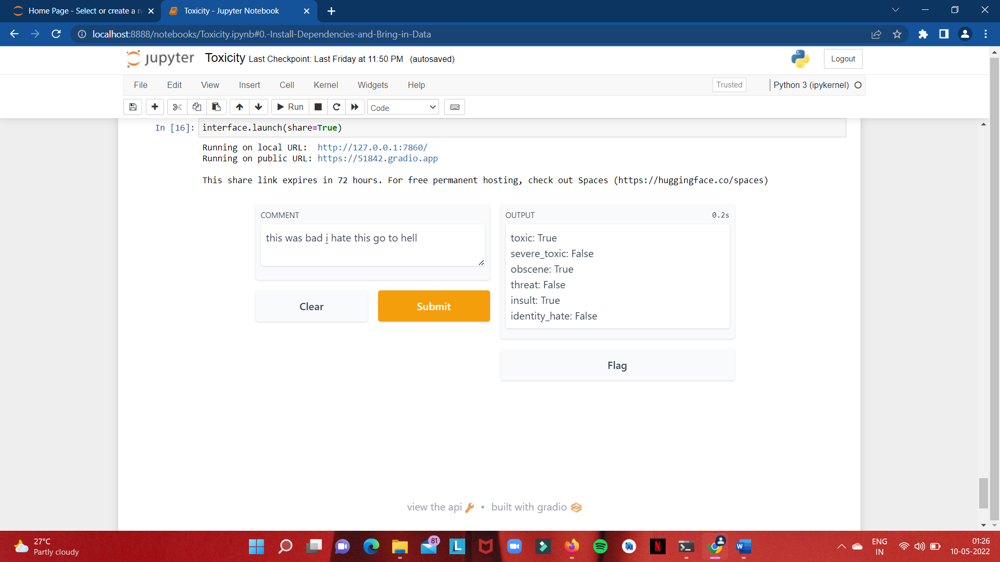 Home Page - Select or create a n
Toxicity - Jupyter Notebook
localhost:8888/notebooks/Toxicity.ipynb#0.-Install-Dependencies-and-Bring-in-Data
jupyter Toxicity Last Checkpoint: Last Friday at 11:50 PM (autosaved)
Logout
File Edit View Insert Cell Kernel Widgets Help
Trusted
Python 3 (ipykernel)
Run
Code
In [16]: interface.launch(share=True)
Running on local URL: http://127.0.0.1:7860/
Running on public URL: https://51842.gradio.app
This share link expires in 72 hours. For free permanent hosting, check out Spaces (https://huggingface.co/spaces)
COMMENT
this was bad i hate this go to hell
Clear
Submit
OUTPUT 0.2s
toxic: True
severe_toxic: False
obscene: True
threat: False
insult: True
identity_hate: False
Flag
view the api • built with gradio
27°C
Partly cloudy
81
L
N
W
ENG
IN
01:26
10-05-2022